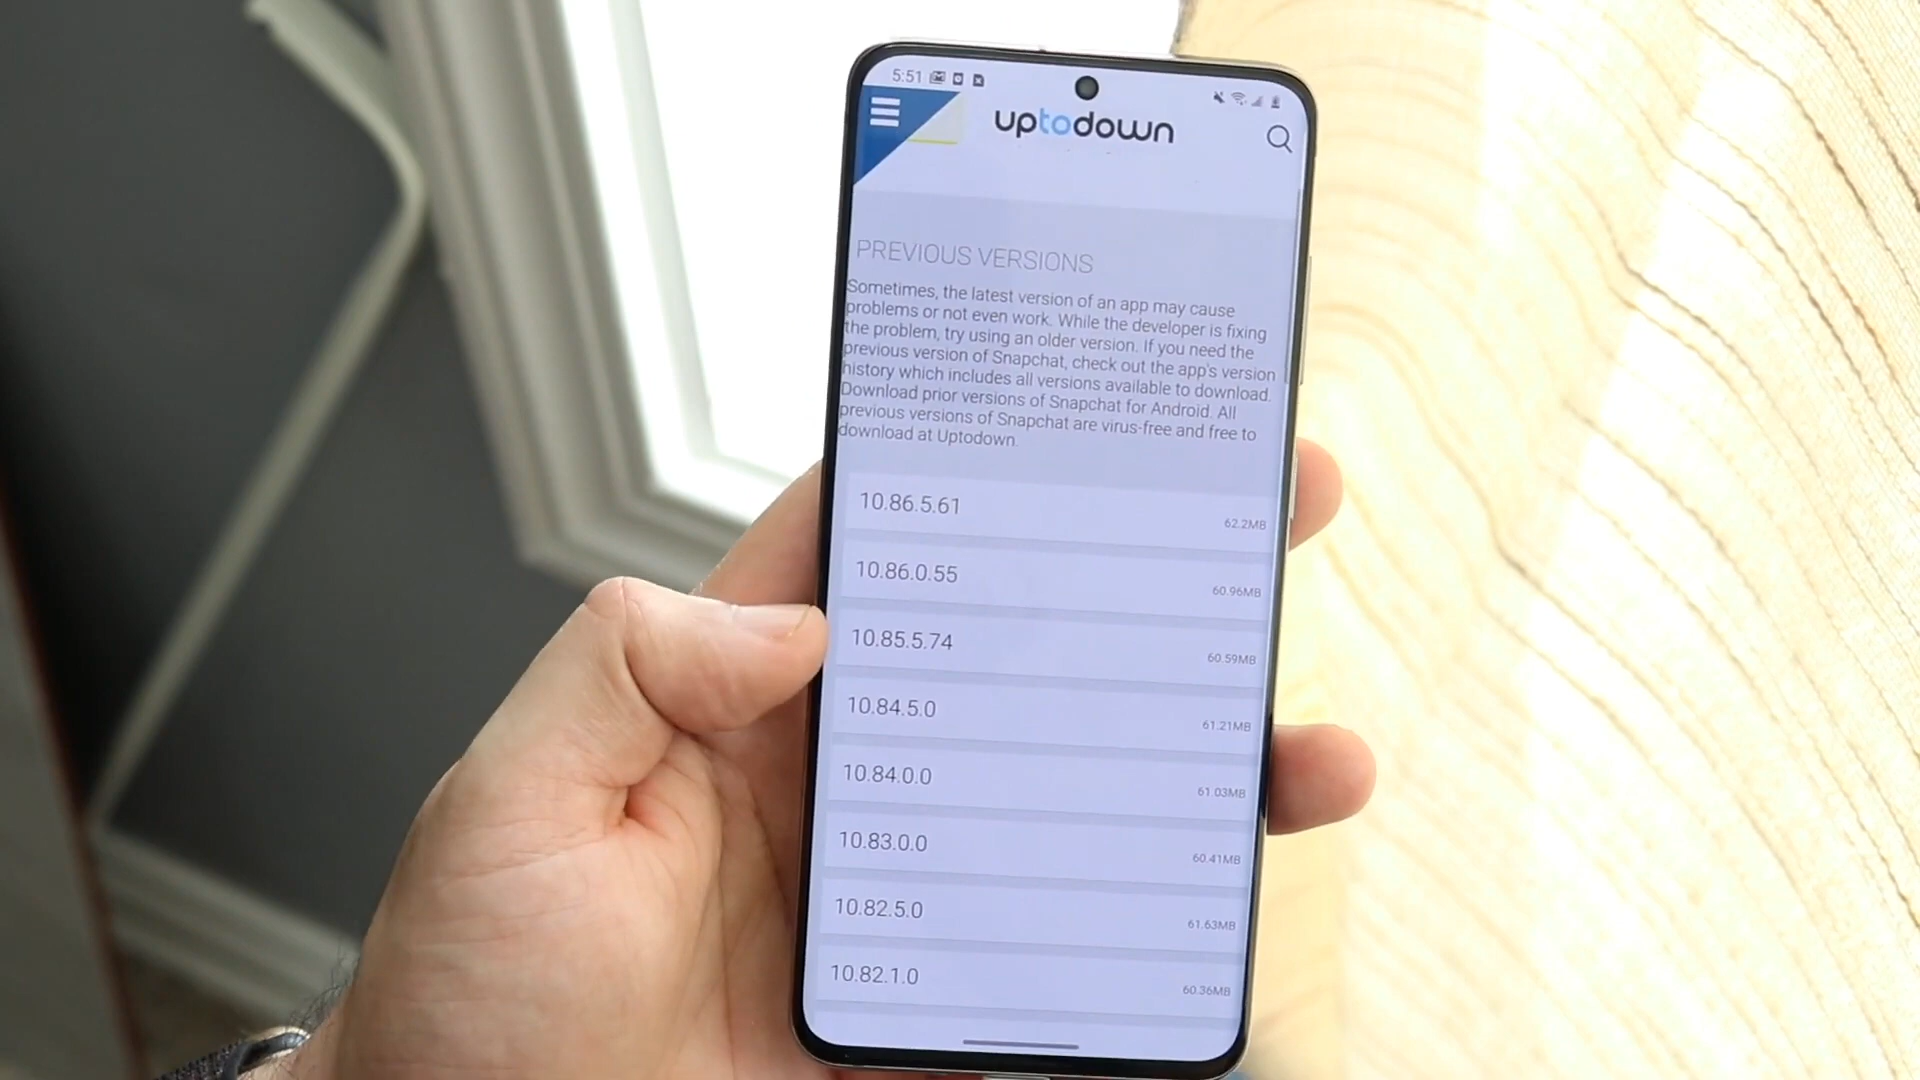 5:51
uptodown
PREVIOUS VERSIONS
Sometimes, the latest version of an app may cause
problems or not even work. While the developer is fixing
the problem, try using an older version. If you need the
previous version of Snapchat, check out the app's version
history which includes all versions available to download.
Download prior versions of Snapchat for Android. All
previous versions of Snapchat are virus-free and free to
download at Uptodown.
10.86.5.61 62.2MB
10.86.0.55 60.96MB
10.85.5.74 60.59MB
10.84.5.0 61.21MB
10.84.0.0 61.03MB
10.83.0.0 60.41MB
10.82.5.0 61.63MB
10.82.1.0 60.36MB